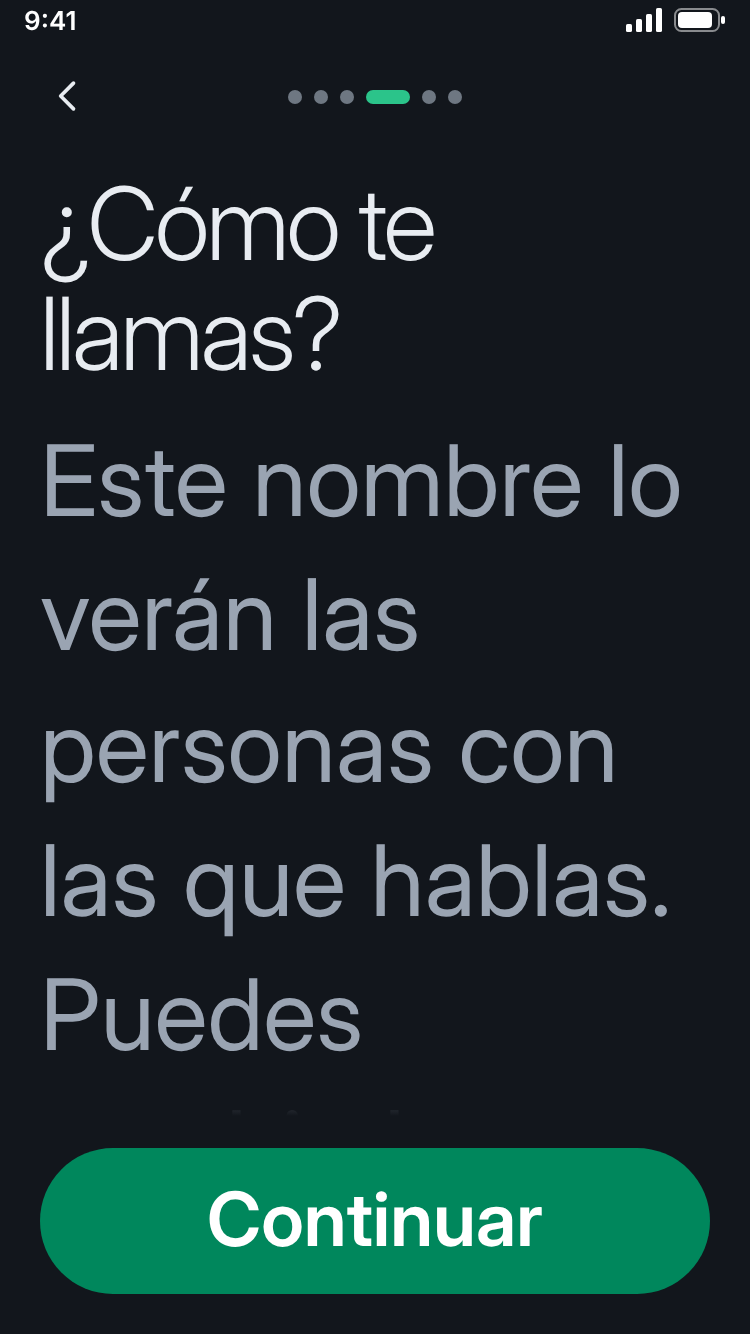 9:41
¿Cómo te
llamas?
Este nombre lo
verán las
personas con
las que hablas.
Puedes
Continuar